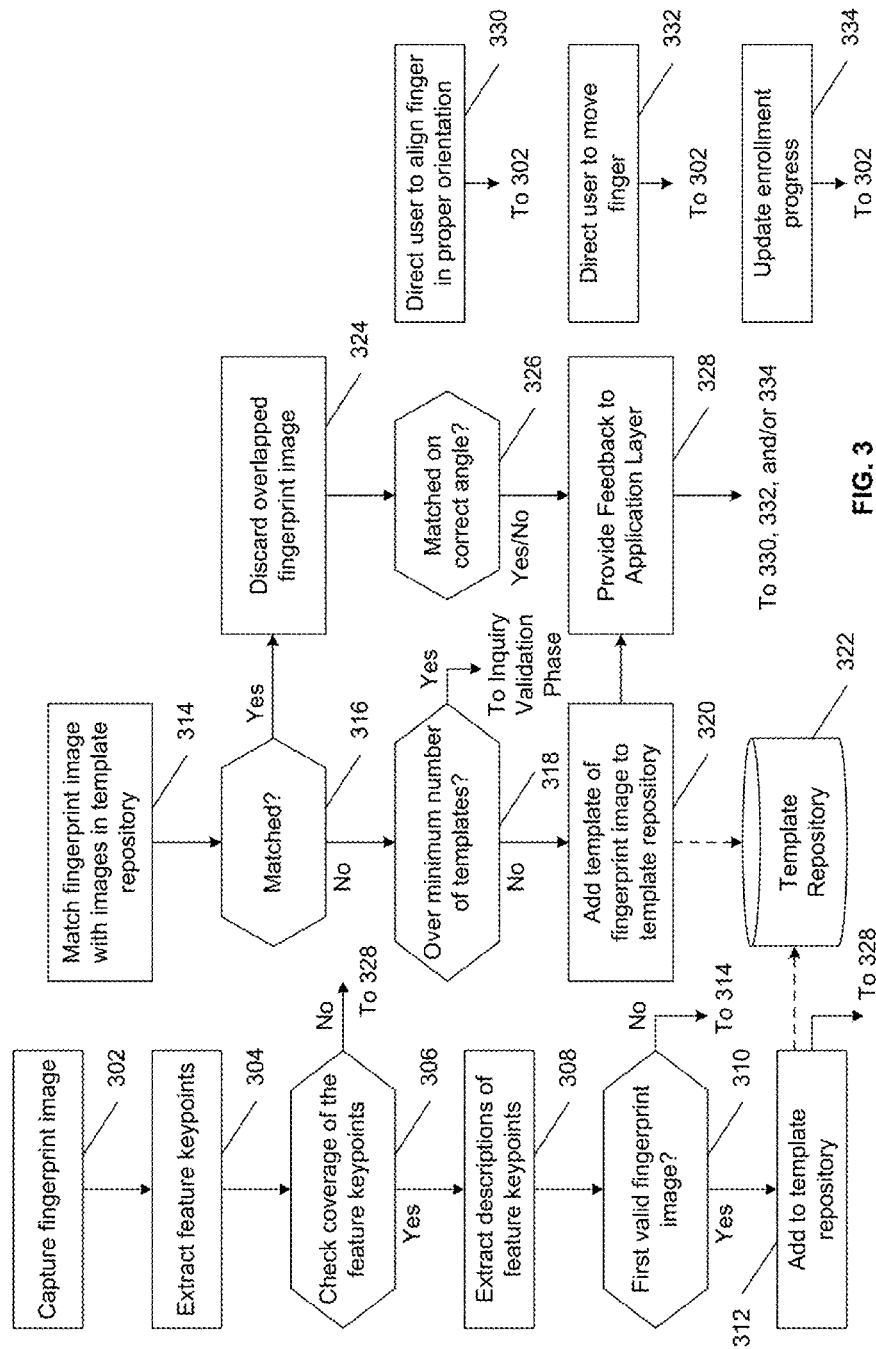 Capture fingerprint image
302
Extract feature keypoints
304
Check coverage of the
feature keypoints
306
No
To 328
Yes
Extract descriptions of
feature keypoints
308
First valid fingerprint
image?
310
No
To 314
Yes
Add to template
repository
312
To 328
Match fingerprint image
with images in template
repository
314
Matched?
316
Yes
No
Over minimum number
of templates?
318
Yes
To Inquiry
Validation
Phase
No
Add template of
fingerprint image to
template repository
320
Template
Repository
322
Discard overlapped
fingerprint image
324
Matched on
correct angle?
326
Yes/No
Provide Feedback to
Application Layer
328
To 330, 332, and/or 334
Direct user to align finger
in proper orientation
330
To 302
Direct user to move
finger
332
To 302
Update enrollment
progress
334
To 302
FIG. 3